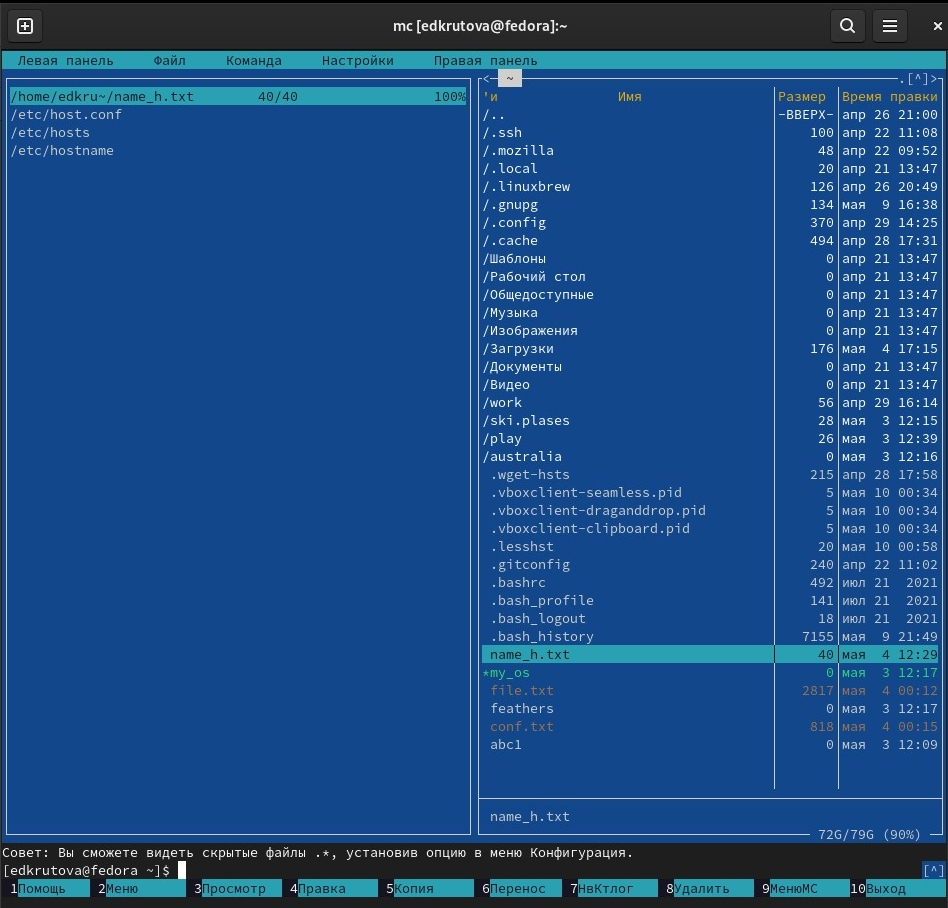 mc [edkrutova@fedora]:~
Левая панель Файл Команда Настройки Правая панель
<- ~ .[^]>
/home/edkru~/name_h.txt 40/40 100%
/etc/host.conf
/etc/hosts
/etc/hostname
'и Имя Размер Время правки
/.. -ВВЕРХ- апр 26 21:00
/.ssh 100 апр 22 11:08
/.mozilla 48 апр 22 09:52
/.local 20 апр 21 13:47
/.linuxbrew 126 апр 26 20:49
/.gnupg 134 мая 9 16:38
/.config 370 апр 29 14:25
/.cache 494 апр 28 17:31
/Шаблоны 0 апр 21 13:47
/Рабочий стол 0 апр 21 13:47
/Общедоступные 0 апр 21 13:47
/Музыка 0 апр 21 13:47
/Изображения 0 апр 21 13:47
/Загрузки 176 мая 4 17:15
/Документы 0 апр 21 13:47
/Видео 0 апр 21 13:47
/work 56 апр 29 16:14
/ski.plases 28 мая 3 12:15
/play 26 мая 3 12:39
/australia 0 мая 3 12:16
.wget-hsts 215 апр 28 17:58
.vboxclient-seamless.pid 5 мая 10 00:34
.vboxclient-draganddrop.pid 5 мая 10 00:34
.vboxclient-clipboard.pid 5 мая 10 00:34
.lesshst 20 мая 10 00:58
.gitconfig 240 апр 22 11:02
.bashrc 492 июл 21 2021
.bash_profile 141 июл 21 2021
.bash_logout 18 июл 21 2021
.bash_history 7155 мая 9 21:49
name_h.txt 40 мая 4 12:29
*my_os 0 мая 3 12:17
file.txt 2817 мая 4 00:12
feathers 0 мая 3 12:17
conf.txt 818 мая 4 00:15
abc1 0 мая 3 12:09
name_h.txt
72G/79G (90%)
Совет: Вы сможете видеть скрытые файлы .*, установив опцию в меню Конфигурация.
[edkrutova@fedora ~]$ [^]
1Помощь 2Меню 3Просмотр 4Правка 5Копия 6Перенос 7НвКтлог 8Удалить 9МенюMC 10Выход